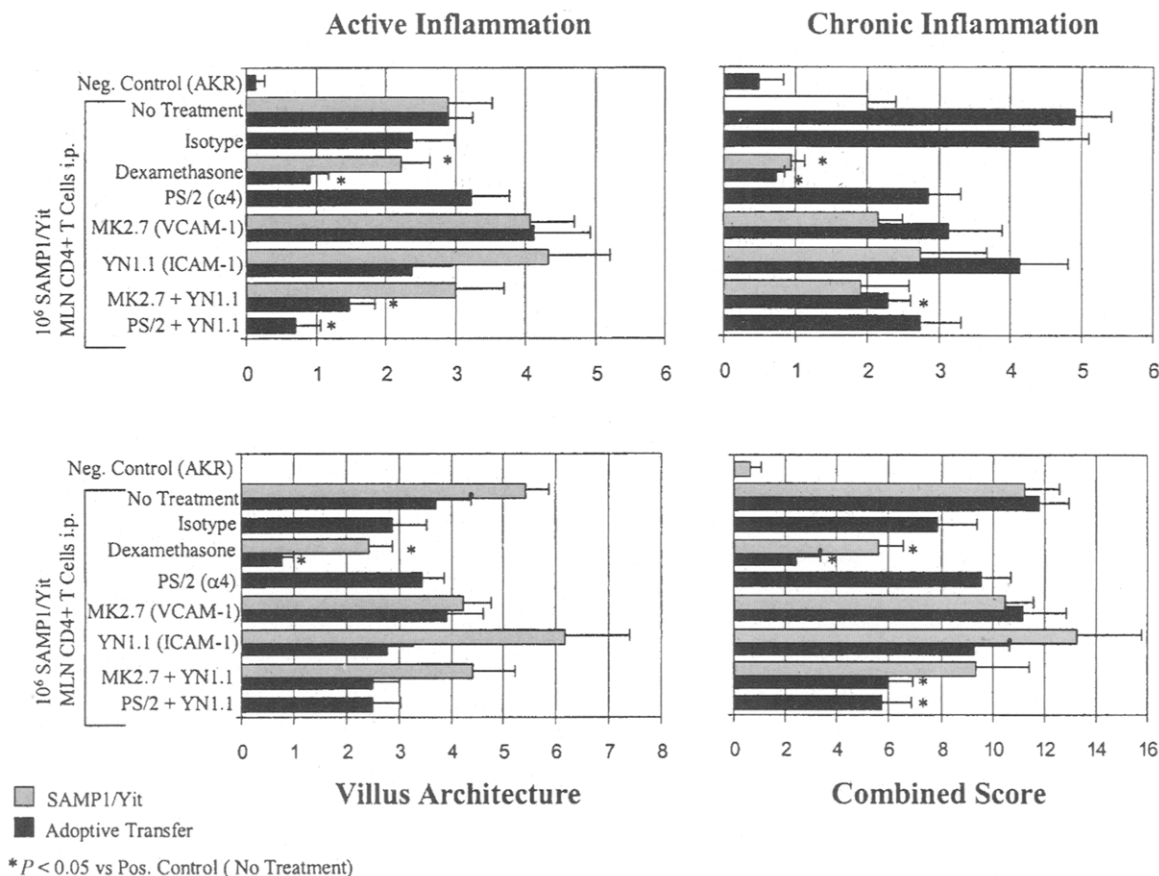 Active Inflammation
Chronic Inflammation
Neg. Control (AKR)
No Treatment
Isotype
Dexamethasone
PS/2 (α4)
MK2.7 (VCAM-1)
YN1.1 (ICAM-1)
MK2.7 + YN1.1
PS/2 + YN1.1
10⁶ SAMP1/Yit
MLN CD4+ T Cells i.p.
* * * *
* * *
0 1 2 3 4 5 6
0 1 2 3 4 5 6
Neg. Control (AKR)
No Treatment
Isotype
Dexamethasone
PS/2 (α4)
MK2.7 (VCAM-1)
YN1.1 (ICAM-1)
MK2.7 + YN1.1
PS/2 + YN1.1
10⁶ SAMP1/Yit
MLN CD4+ T Cells i.p.
* *
* * * *
0 1 2 3 4 5 6 7 8
0 2 4 6 8 10 12 14 16
Villus Architecture
Combined Score
SAMP1/Yit
Adoptive Transfer
* P < 0.05 vs Pos. Control ( No Treatment)